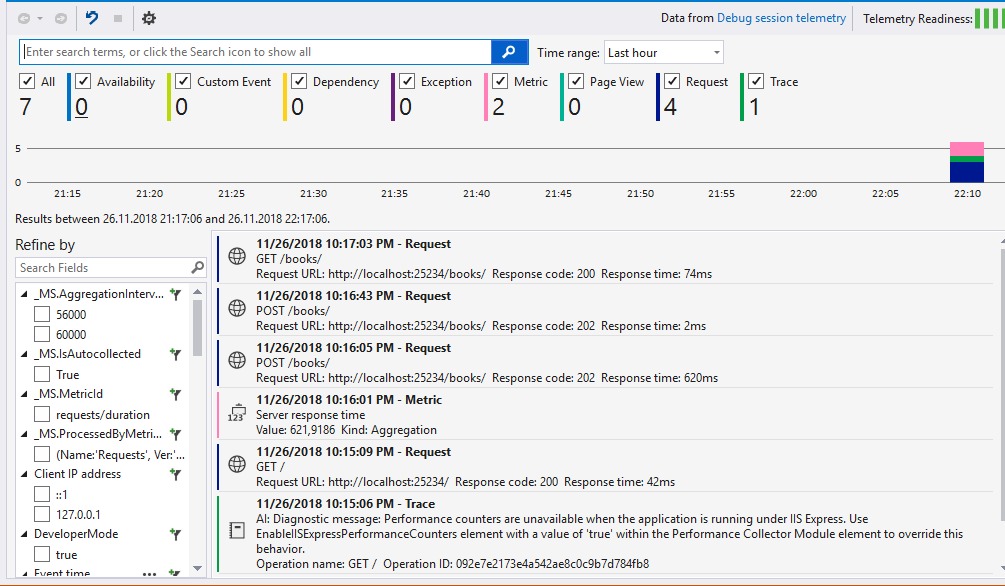 Data from Debug session telemetry
Telemetry Readiness:
Enter search terms, or click the Search icon to show all
Time range: Last hour
All Availability Custom Event Dependency Exception Metric Page View Request Trace
7 0 0 0 0 2 0 4 1
5
0
21:15 21:20 21:25 21:30 21:35 21:40 21:45 21:50 21:55 22:00 22:05 22:10
Results between 26.11.2018 21:17:06 and 26.11.2018 22:17:06.
Refine by
Search Fields
_MS.AggregationInterv...
56000
60000
_MS.IsAutocollected
True
_MS.MetricId
requests/duration
_MS.ProcessedByMetri...
(Name:'Requests', Ver:'...
Client IP address
::1
127.0.0.1
DeveloperMode
true
Event time
...
11/26/2018 10:17:03 PM - Request
GET /books/
Request URL: http://localhost:25234/books/ Response code: 200 Response time: 74ms
11/26/2018 10:16:43 PM - Request
POST /books/
Request URL: http://localhost:25234/books/ Response code: 202 Response time: 2ms
11/26/2018 10:16:05 PM - Request
POST /books/
Request URL: http://localhost:25234/books/ Response code: 202 Response time: 620ms
123
11/26/2018 10:16:01 PM - Metric
Server response time
Value: 621,9186 Kind: Aggregation
11/26/2018 10:15:09 PM - Request
GET /
Request URL: http://localhost:25234/ Response code: 200 Response time: 42ms
11/26/2018 10:15:06 PM - Trace
AI: Diagnostic message: Performance counters are unavailable when the application is running under IIS Express. Use
EnableIISExpressPerformanceCounters element with a value of 'true' within the Performance Collector Module element to override this
behavior.
Operation name: GET / Operation ID: 092e7e2173e4a542ae8c0c9b7d784fb8